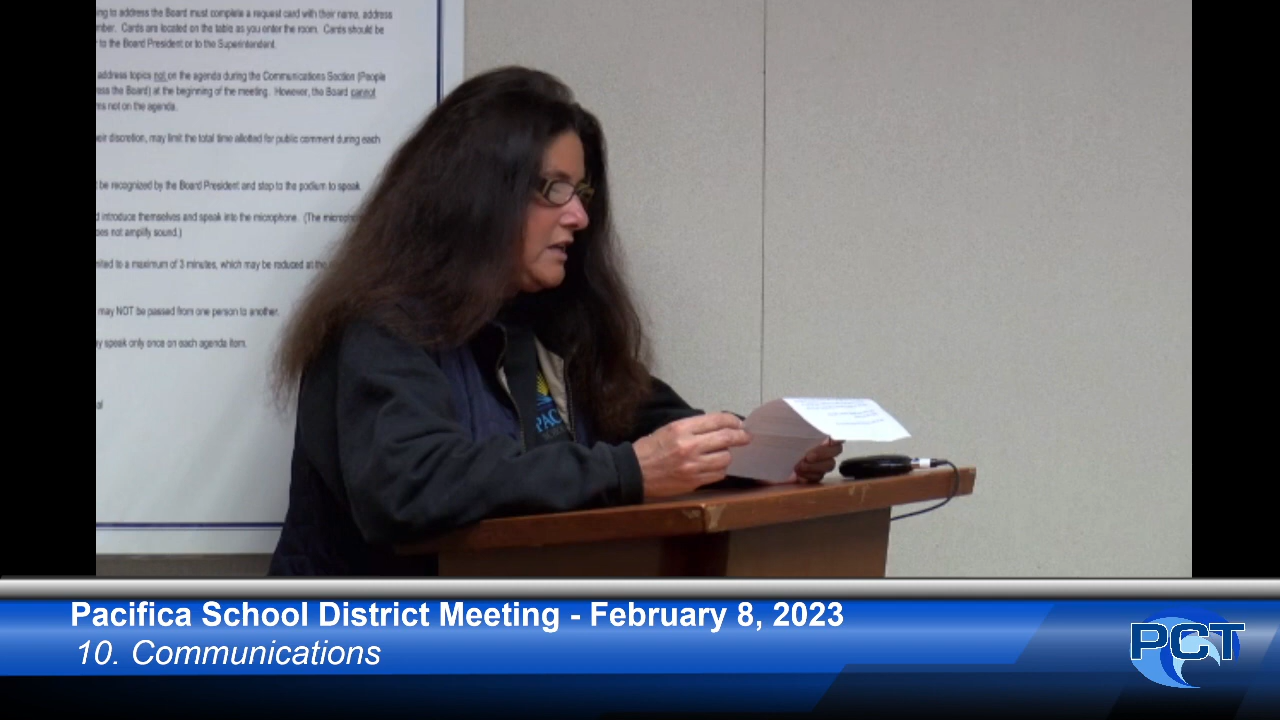 ng to address the Board must complete a request card with their name, address
nber. Cards are located on the table as you enter the room. Cards should be
to the Board President or to the Superintendent.
address topics not on the agenda during the Communications Section (People
ess the Board) at the beginning of the meeting. However, the Board cannot
ms not on the agenda.
eir discretion, may limit the total time allotted for public comment during each
be recognized by the Board President and step to the podium to speak.
introduce themselves and speak into the microphone. (The microph
oes not amplify sound.)
nited to a maximum of 3 minutes, which may be reduced at the
may NOT be passed from one person to another.
y speak only once on each agenda item.
PAC
Pacifica School District Meeting - February 8, 2023
10. Communications
PCT